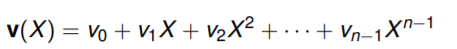 v(X) = v₀ + v₁X + v₂X² + ⋯ + vₙ₋₁Xⁿ⁻¹